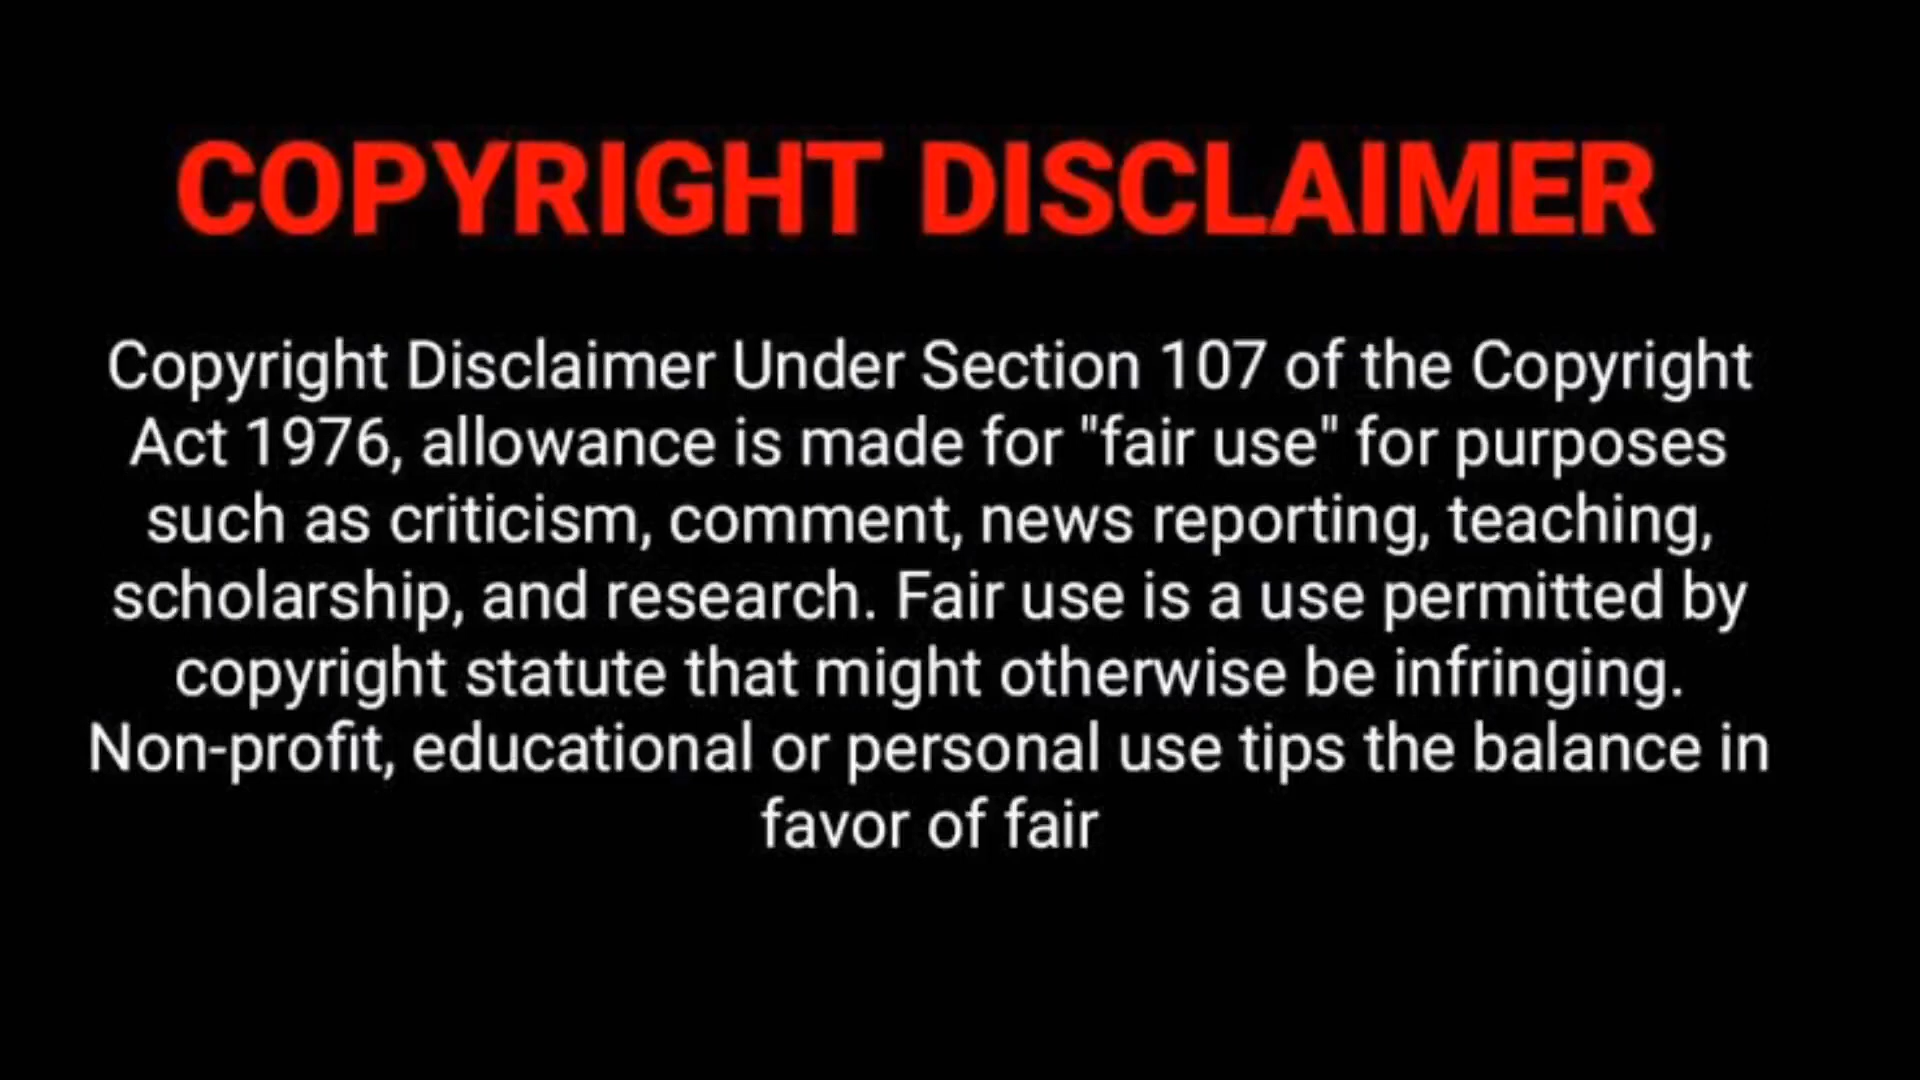 COPYRIGHT DISCLAIMER
Copyright Disclaimer Under Section 107 of the Copyright
Act 1976, allowance is made for "fair use" for purposes
such as criticism, comment, news reporting, teaching,
scholarship, and research. Fair use is a use permitted by
copyright statute that might otherwise be infringing.
Non-profit, educational or personal use tips the balance in
favor of fair